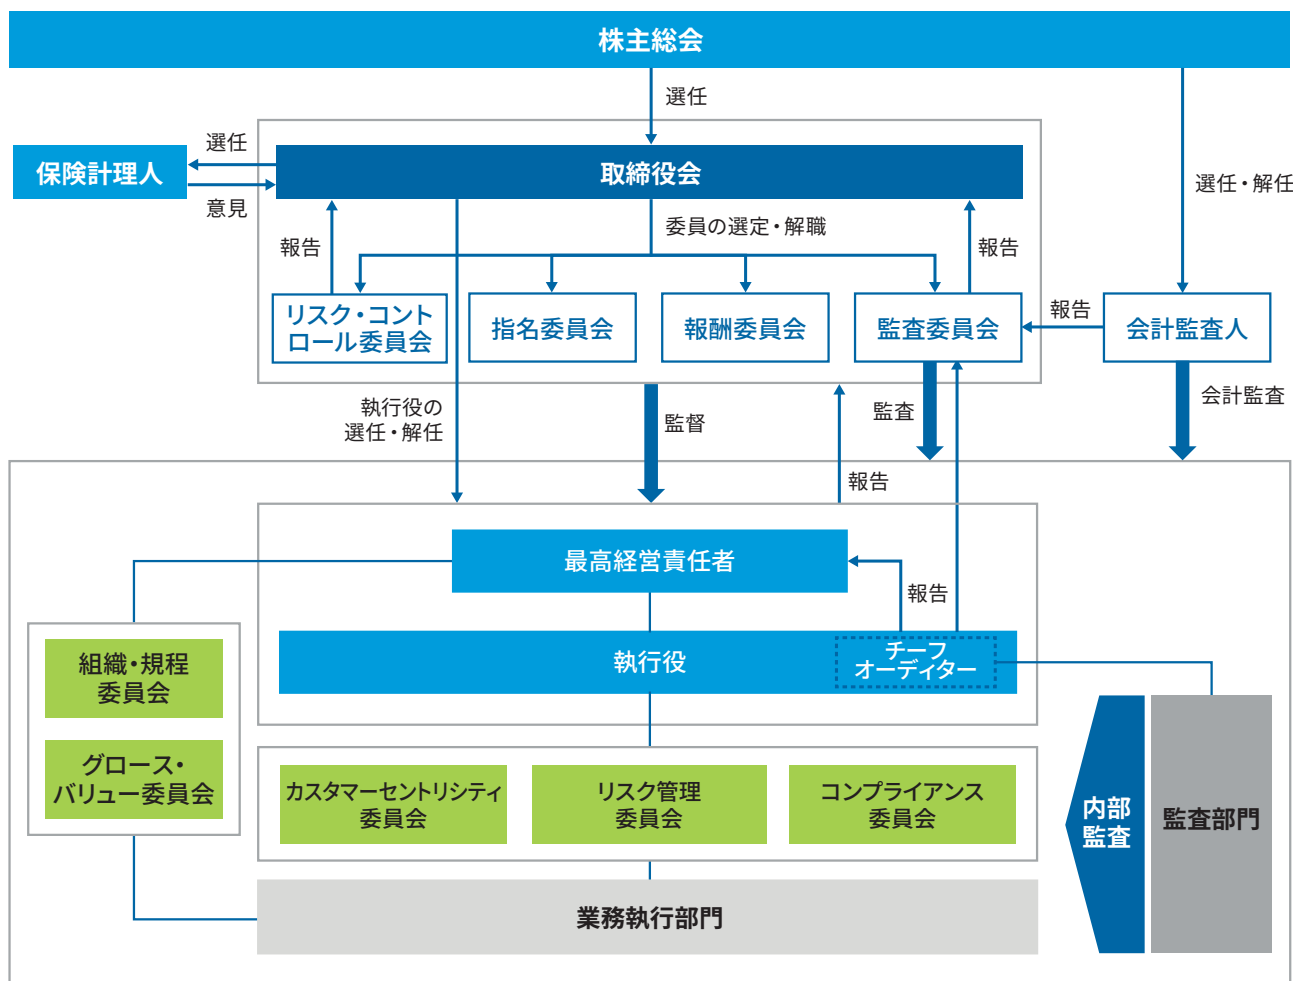 株主総会
選任
選任
保険計理人
取締役会
選任・解任
意見
委員の選定・解職
報告
報告
リスク・コント
ロール委員会
指名委員会
報酬委員会
監査委員会
報告
会計監査人
執行役の
選任・解任
監督
監査
会計監査
報告
最高経営責任者
報告
執行役
チーフ
オーディター
組織・規程
委員会
グロース・
バリュー委員会
カスタマーセントリシティ
委員会
リスク管理
委員会
コンプライアンス
委員会
内部
監査
監査部門
業務執行部門